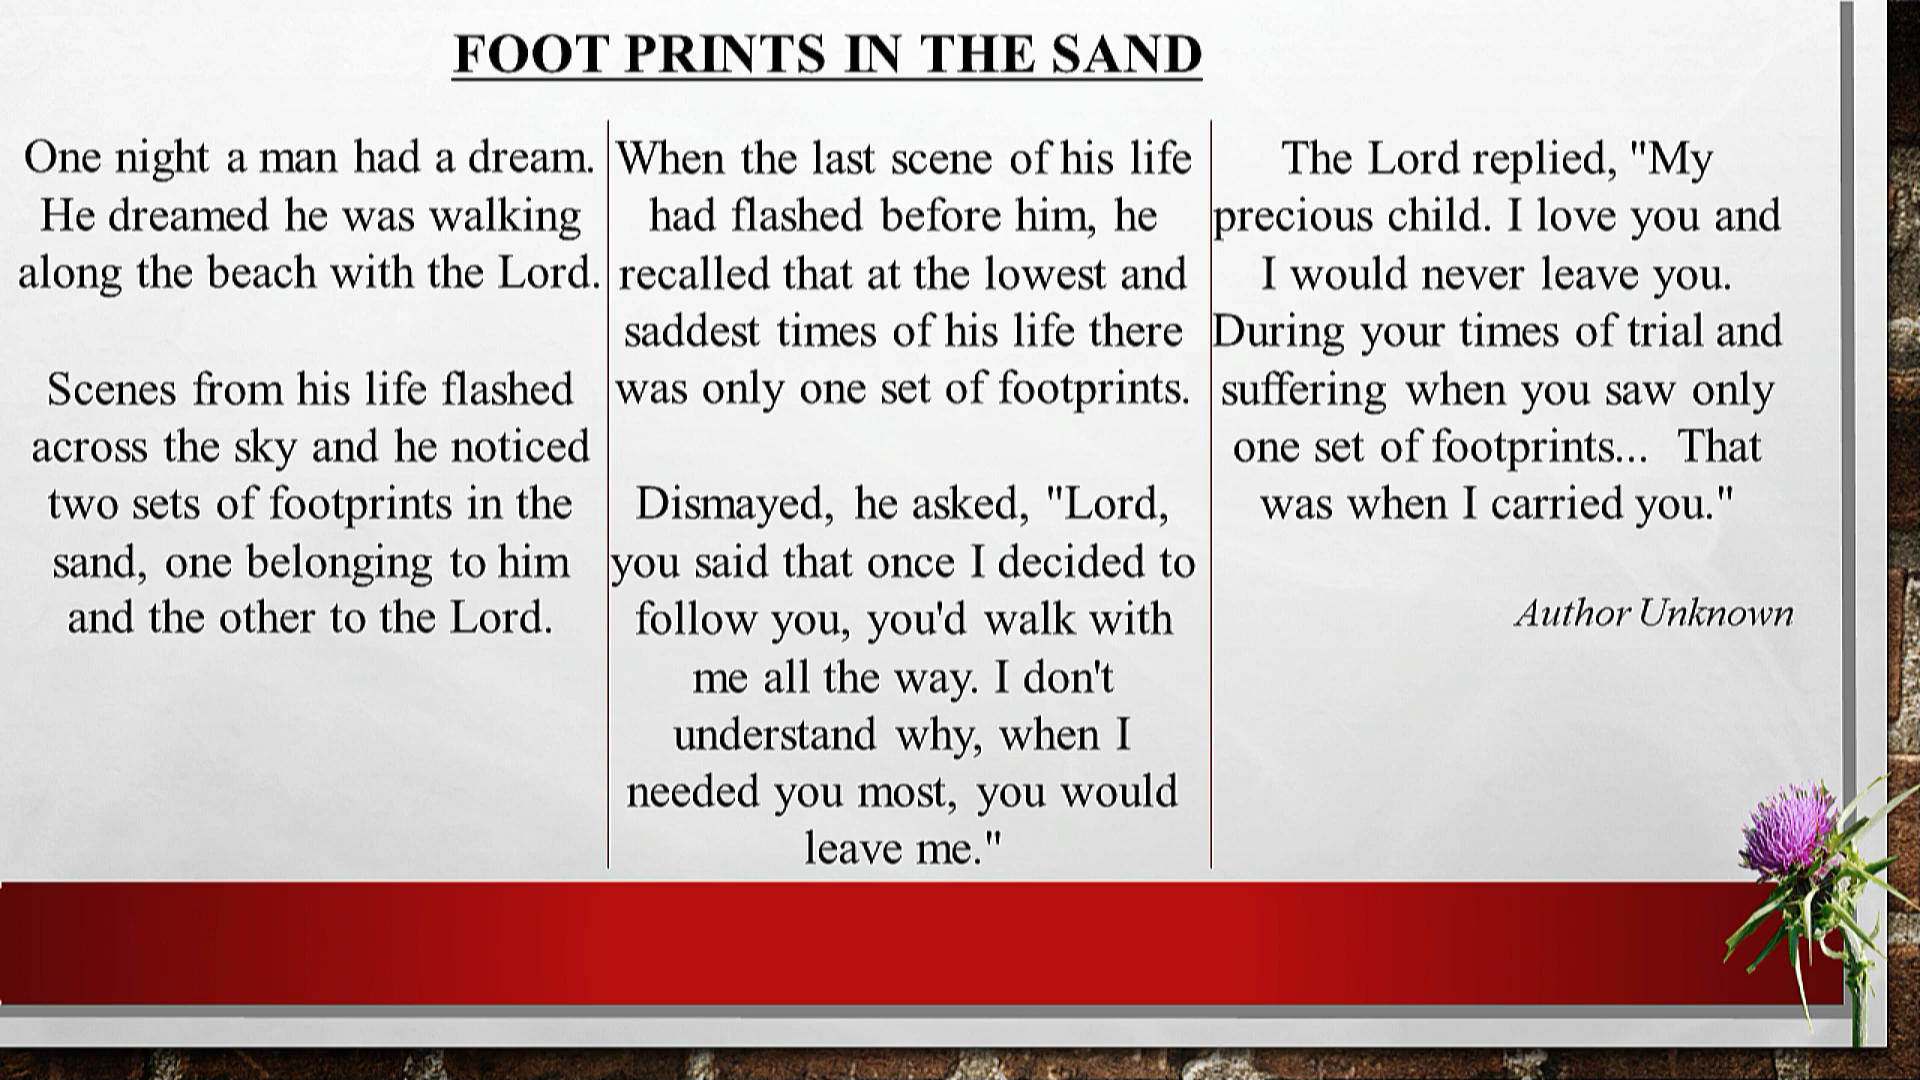 FOOT PRINTS IN THE SAND
One night a man had a dream.
He dreamed he was walking
along the beach with the Lord.
Scenes from his life flashed
across the sky and he noticed
two sets of footprints in the
sand, one belonging to him
and the other to the Lord.
When the last scene of his life
had flashed before him, he
recalled that at the lowest and
saddest times of his life there
was only one set of footprints.
Dismayed, he asked, "Lord,
you said that once I decided to
follow you, you'd walk with
me all the way. I don't
understand why, when I
needed you most, you would
leave me."
The Lord replied, "My
precious child. I love you and
I would never leave you.
During your times of trial and
suffering when you saw only
one set of footprints... That
was when I carried you."
Author Unknown